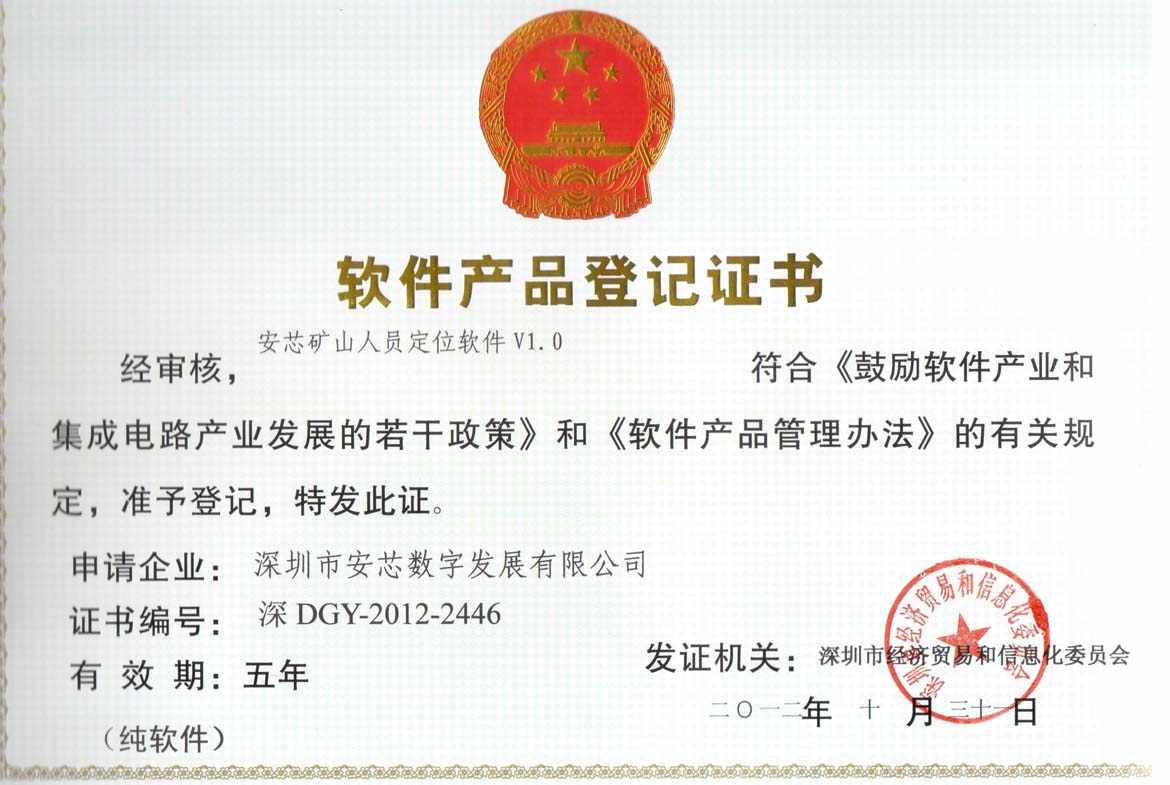 软件产品登记证书
安芯矿山人员定位软件 V1.0
经审核， 符合《鼓励软件产业和
集成电路产业发展的若干政策》和《软件产品管理办法》的有关规
定，准予登记，特发此证。
申请企业：深圳市安芯数字发展有限公司
证书编号：深 DGY-2012-2446
有效期：五年
（纯软件）
发证机关：深圳市经济贸易和信息化委员会
深圳市经济贸易和信息化委员会
二〇一二年 十 月 三十一日